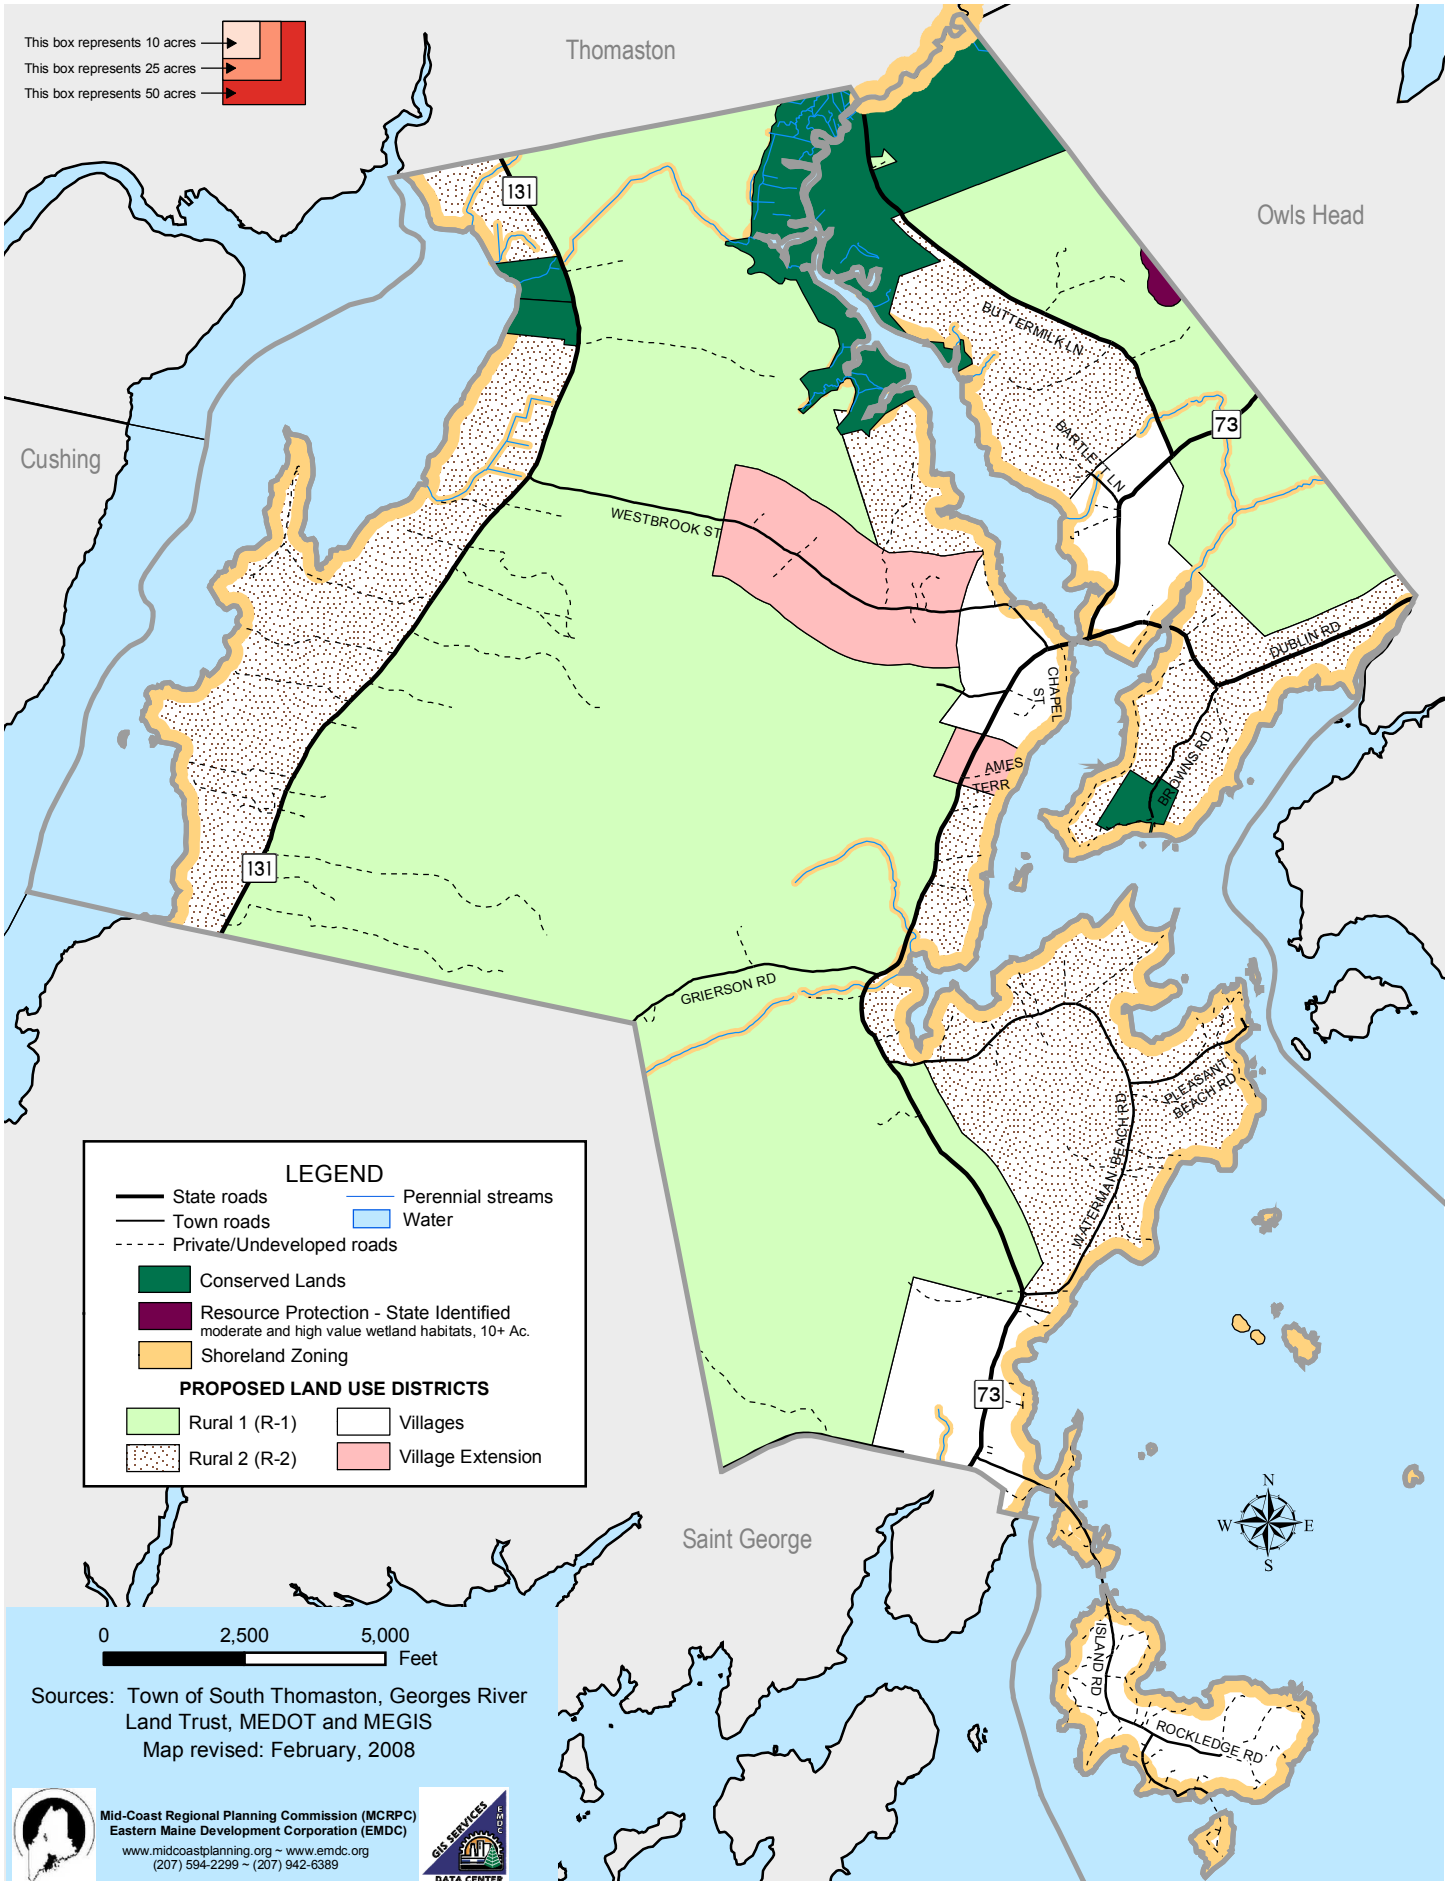 This box represents 10 acres
This box represents 25 acres
This box represents 50 acres
Thomaston
Owls Head
131
BUTTERMILK LN
73
BARTLETT LN
Cushing
WESTBROOK ST
DUBLIN RD
CHAPEL
ST
BROWNS RD
AMES
TERR
131
GRIERSON RD
PLEASANT
BEACH RD
WATERMAN BEACH RD
LEGEND
State roads
Perennial streams
Town roads
Water
Private/Undeveloped roads
Conserved Lands
Resource Protection - State Identified
moderate and high value wetland habitats, 10+ Ac.
Shoreland Zoning
PROPOSED LAND USE DISTRICTS
Rural 1 (R-1)
Villages
Rural 2 (R-2)
Village Extension
73
Saint George
N
W E
S
0 2,500 5,000
Feet
ISLAND RD
ROCKLEDGE RD
Sources: Town of South Thomaston, Georges River
Land Trust, MEDOT and MEGIS
Map revised: February, 2008
Mid-Coast Regional Planning Commission (MCRPC)
Eastern Maine Development Corporation (EMDC)
www.midcoastplanning.org ~ www.emdc.org
(207) 594-2299 ~ (207) 942-6389
GIS SERVICES
EMDC
DATA CENTER